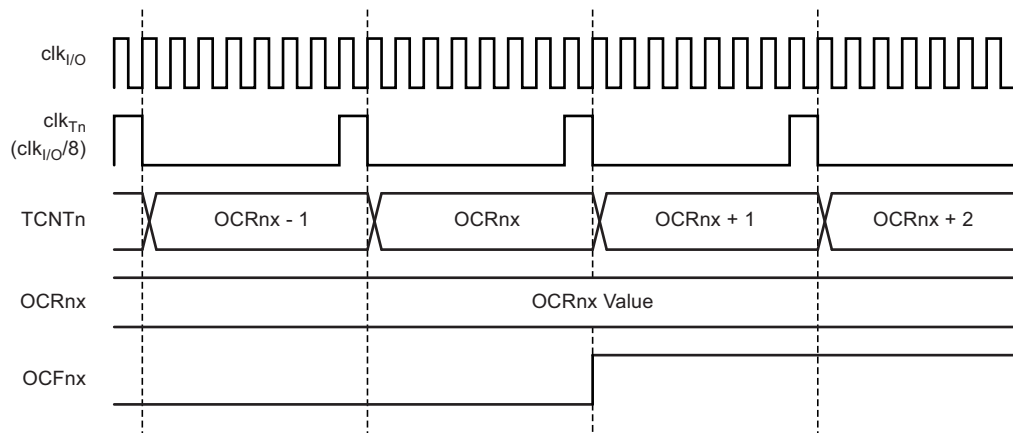 clkI/O
clkTn
(clkI/O/8)
TCNTn
OCRnx - 1
OCRnx
OCRnx + 1
OCRnx + 2
OCRnx
OCRnx Value
OCFnx